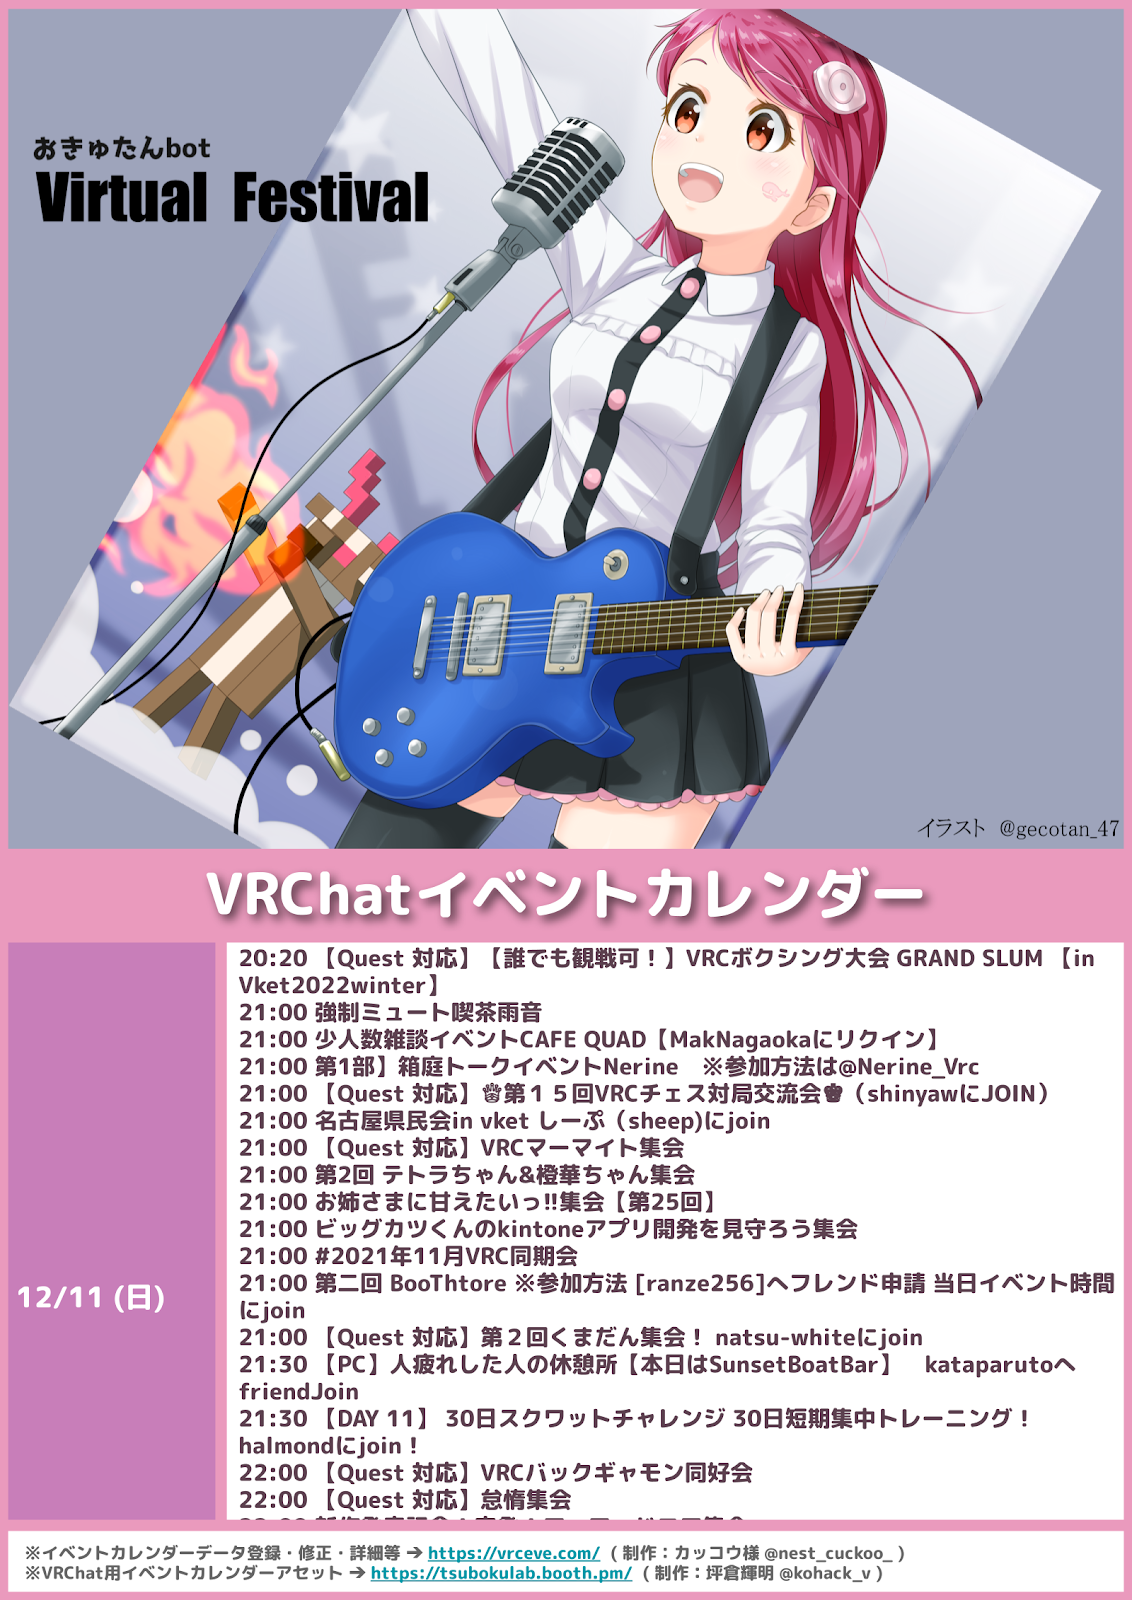 おきゅたんbot
Virtual Festival
イラスト @gecotan_47
VRChatイベントカレンダー
12/11 (日)
20:20 【Quest 対応】【誰でも観戦可！】VRCボクシング大会 GRAND SLUM 【in
Vket2022winter】
21:00 強制ミュート喫茶雨音
21:00 少人数雑談イベントCAFE QUAD【MakNagaokaにリクイン】
21:00 第1部】箱庭トークイベントNerine　※参加方法は@Nerine_Vrc
21:00 【Quest 対応】♕第１５回VRCチェス対局交流会♚（shinyawにJOIN）
21:00 名古屋県民会in vket しーぷ（sheep)にjoin
21:00 【Quest 対応】VRCマーマイト集会
21:00 第2回 テトラちゃん&橙華ちゃん集会
21:00 お姉さまに甘えたいっ!!集会【第25回】
21:00 ビッグカツくんのkintoneアプリ開発を見守ろう集会
21:00 #2021年11月VRC同期会
21:00 第二回 BooThtore ※参加方法 [ranze256]へフレンド申請 当日イベント時間
にjoin
21:00 【Quest 対応】第２回くまだん集会！ natsu-whiteにjoin
21:30 【PC】人疲れした人の休憩所【本日はSunsetBoatBar】　kataparutoへ
friendJoin
21:30 【DAY 11】 30日スクワットチャレンジ 30日短期集中トレーニング！
halmondにjoin！
22:00 【Quest 対応】VRCバックギャモン同好会
22:00 【Quest 対応】怠惰集会
※イベントカレンダーデータ登録・修正・詳細等 ➔ https://vrceve.com/ ( 制作：カッコウ様 @nest_cuckoo_ )
※VRChat用イベントカレンダーアセット ➔ https://tsubokulab.booth.pm/ ( 制作：坪倉輝明 @kohack_v )